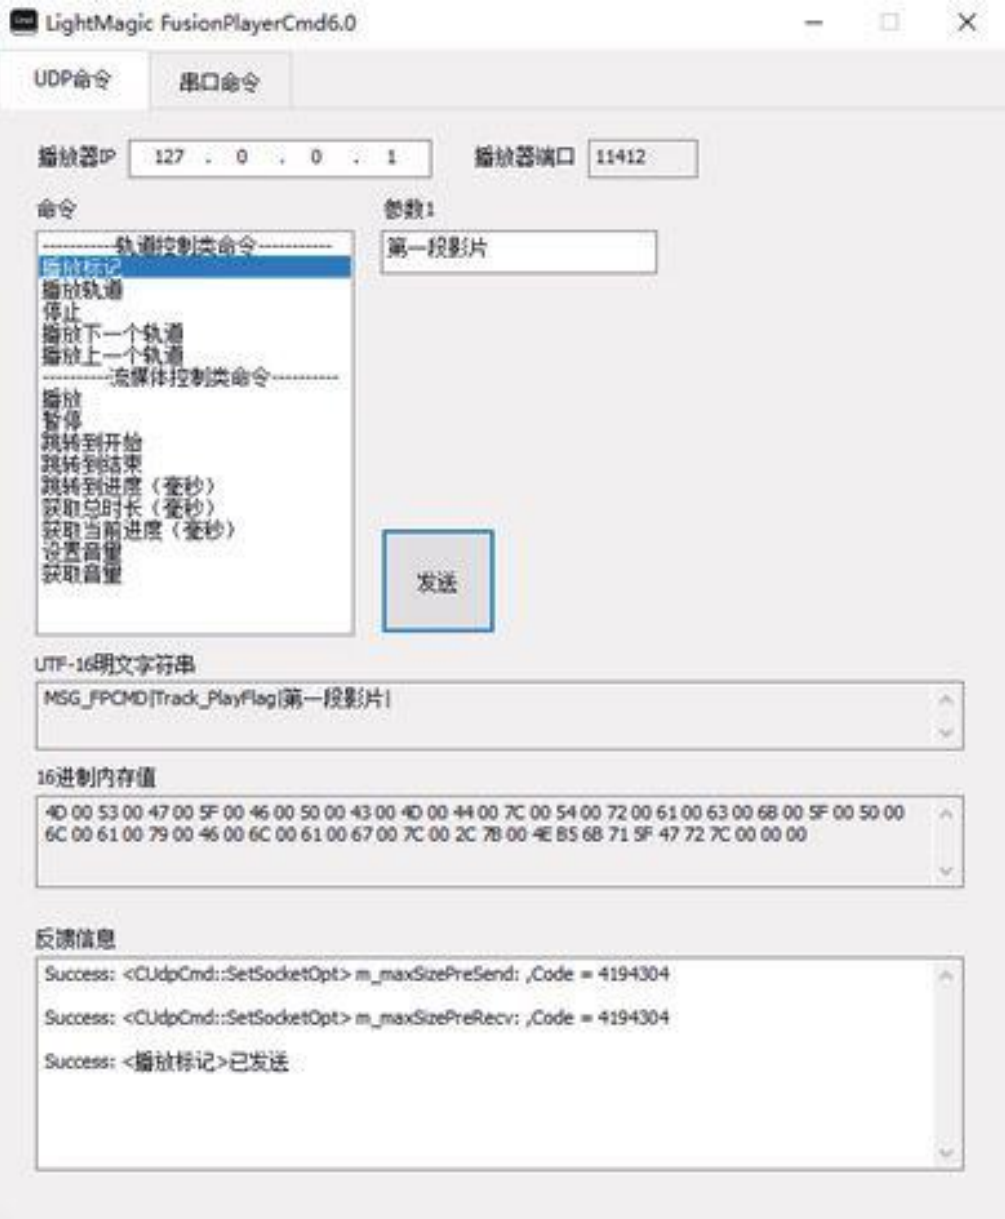 LightMagic FusionPlayerCmd6.0
UDP命令
串口命令
播放器IP
127 . 0 . 0 . 1
播放器端口
11412
命令
参数1
----------轨道控制类命令----------
第一段影片
播放标记
播放轨道
停止
播放下一个轨道
播放上一个轨道
---------流媒体控制类命令---------
播放
暂停
跳转到开始
跳转到结束
跳转到进度（毫秒）
获取总时长（毫秒）
获取当前进度（毫秒）
设置音量
获取音量
发送
UTF-16明文字符串
MSG_FPCMD|Track_PlayFlag|第一段影片|
16进制内存值
4D 00 53 00 47 00 5F 00 46 00 50 00 43 00 4D 00 44 00 7C 00 54 00 72 00 61 00 63 00 6B 00 5F 00 50 00
6C 00 61 00 79 00 46 00 6C 00 61 00 67 00 7C 00 2C 7B 00 4E B5 6B 71 5F 47 72 7C 00 00 00
反馈信息
Success: <CUdpCmd::SetSocketOpt> m_maxSizePreSend: ,Code = 4194304
Success: <CUdpCmd::SetSocketOpt> m_maxSizePreRecv: ,Code = 4194304
Success: <播放标记>已发送